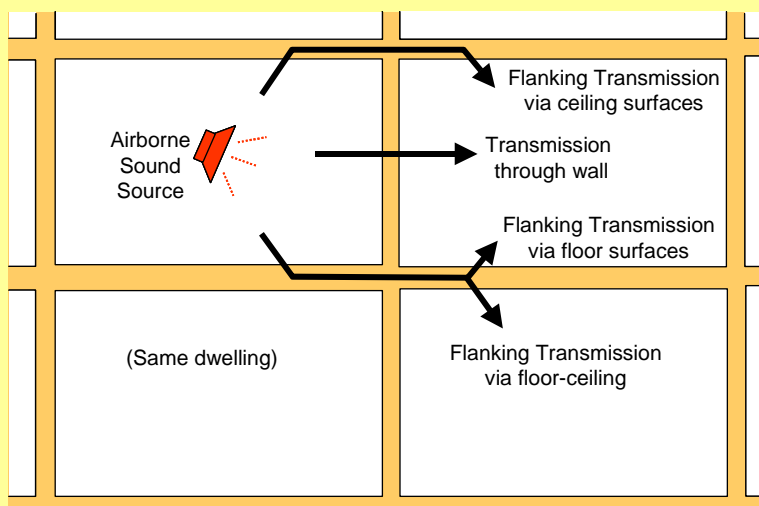 Airborne
Sound
Source
Flanking Transmission
via ceiling surfaces
Transmission
through wall
Flanking Transmission
via floor surfaces
(Same dwelling)
Flanking Transmission
via floor-ceiling